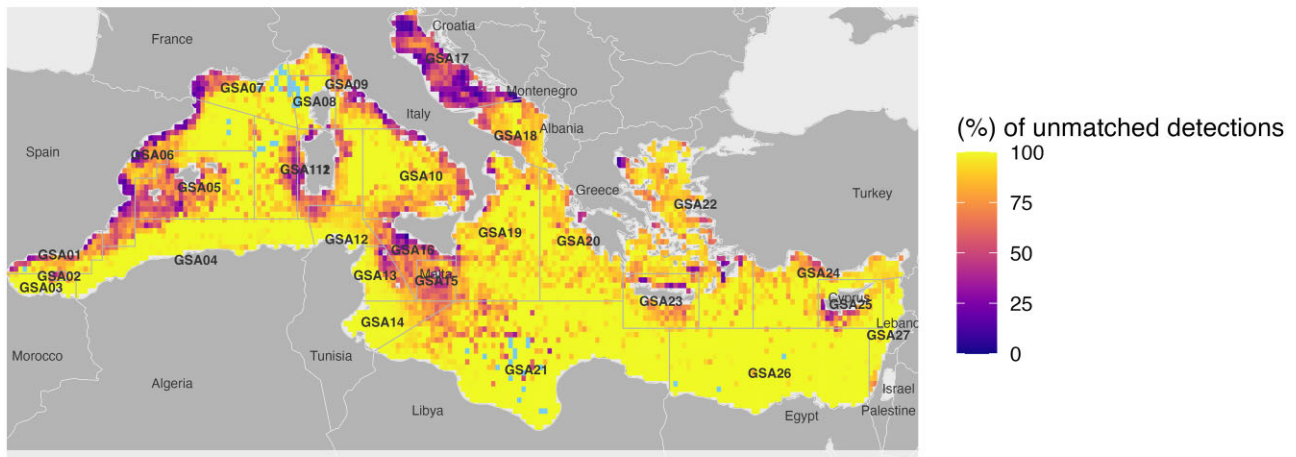 Croatia
France
GSA17
GSA07
GSA09
GSA08
Montenegro
Italy
GSA18
Albania
Spain
GSA06
GSA05
GSA10
Greece
GSA22
Turkey
GSA19
GSA20
GSA12
GSA16
GSA01
GSA04
GSA02
GSA03
GSA13
Malta
GSA15
GSA24
GSA23
Cyprus
GSA25
GSA14
Leban
GSA27
Morocco
Tunisia
Algeria
GSA21
GSA26
Israel
Libya
Egypt
Palestine
(%) of unmatched detections
100
75
50
25
0